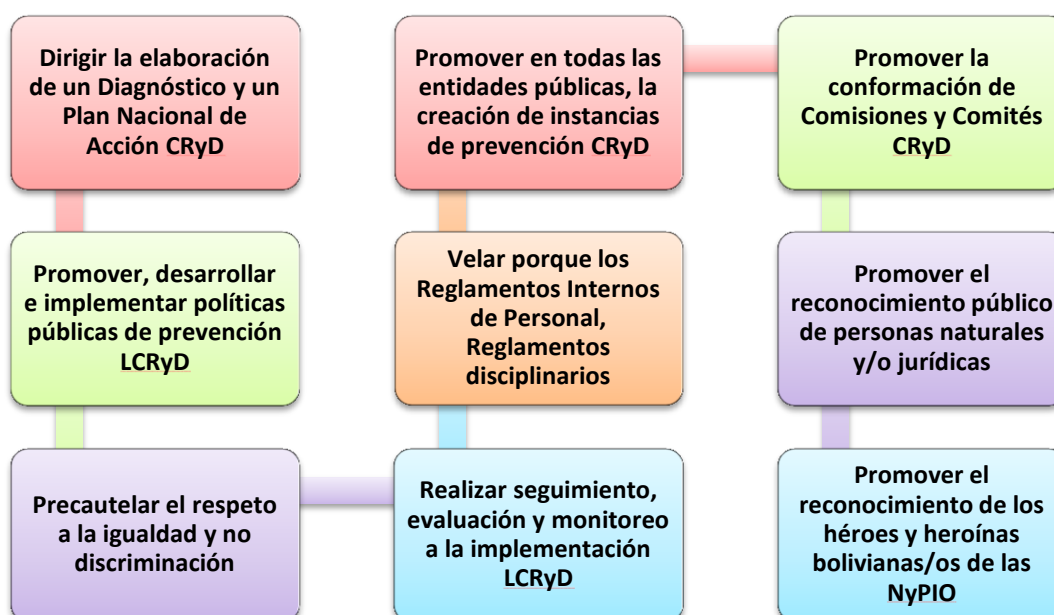 Dirigir la elaboración
de un Diagnóstico y un
Plan Nacional de
Acción CRyD
Promover, desarrollar
e implementar políticas
públicas de prevención
LCRyD
Precautelar el respeto
a la igualdad y no
discriminación
Realizar seguimiento,
evaluación y monitoreo
a la implementación
LCRyD
Velar porque los
Reglamentos Internos
de Personal,
Reglamentos
disciplinarios
Promover en todas las
entidades públicas, la
creación de instancias
de prevención CRyD
Promover la
conformación de
Comisiones y Comités
CRyD
Promover el
reconocimiento público
de personas naturales
y/o jurídicas
Promover el
reconocimiento de los
héroes y heroínas
bolivianas/os de las
NyPIO